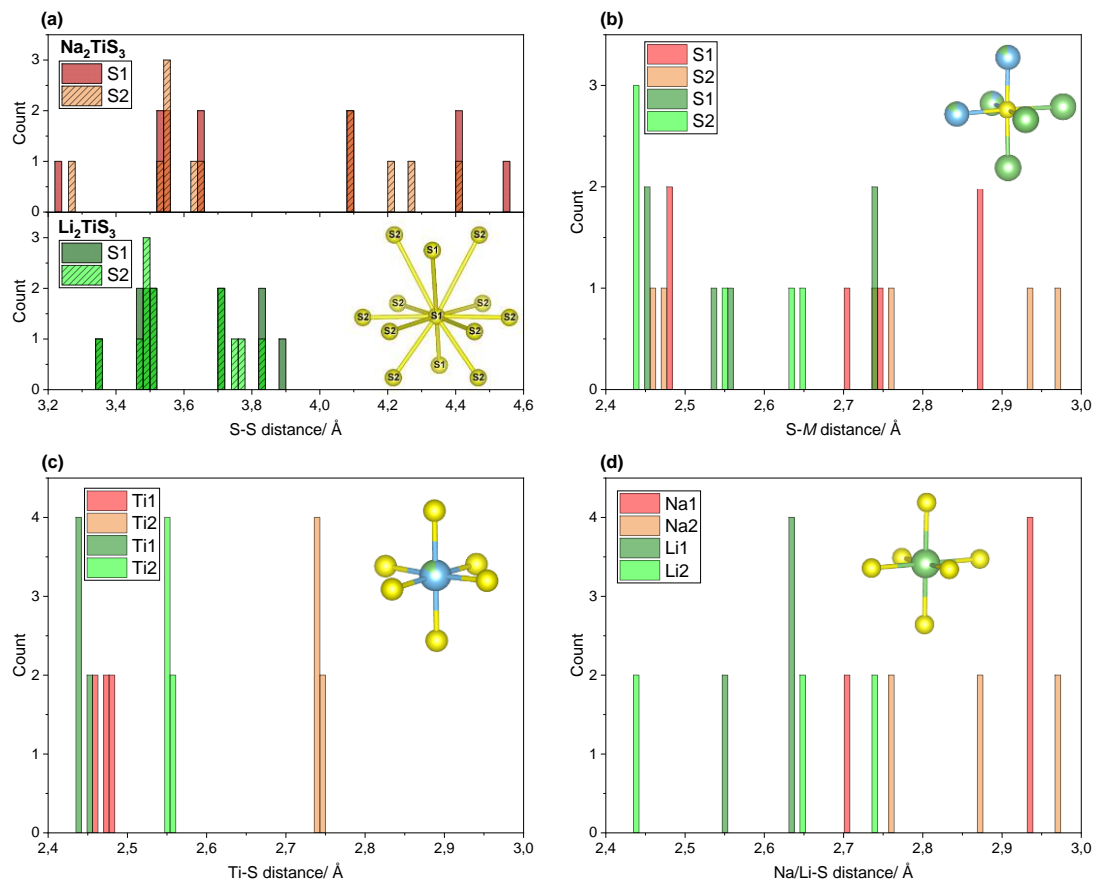 (a)
Na₂TiS₃
S1
S2
Count
3
2
1
0
Li₂TiS₃
S1
S2
Count
3
2
1
0
S2
S2
S1
S2
S2
S2
S1
S2
S2
S2
S1
S2
S2
3,2 3,4 3,6 3,8 4,0 4,2 4,4 4,6
S-S distance/ Å
(b)
S1
S2
S1
S2
Count
3
2
1
0
2,4 2,5 2,6 2,7 2,8 2,9 3,0
S-M distance/ Å
(c)
Ti1
Ti2
Ti1
Ti2
Count
4
3
2
1
0
2,4 2,5 2,6 2,7 2,8 2,9 3,0
Ti-S distance/ Å
(d)
Na1
Na2
Li1
Li2
Count
4
3
2
1
0
2,4 2,5 2,6 2,7 2,8 2,9 3,0
Na/Li-S distance/ Å